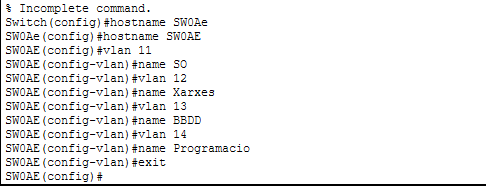 % Incomplete command.
Switch(config)#hostname SW0Ae
SW0Ae(config)#hostname SW0AE
SW0AE(config)#vlan 11
SW0AE(config-vlan)#name SO
SW0AE(config-vlan)#vlan 12
SW0AE(config-vlan)#name Xarxes
SW0AE(config-vlan)#vlan 13
SW0AE(config-vlan)#name BBDD
SW0AE(config-vlan)#vlan 14
SW0AE(config-vlan)#name Programacio
SW0AE(config-vlan)#exit
SW0AE(config)#